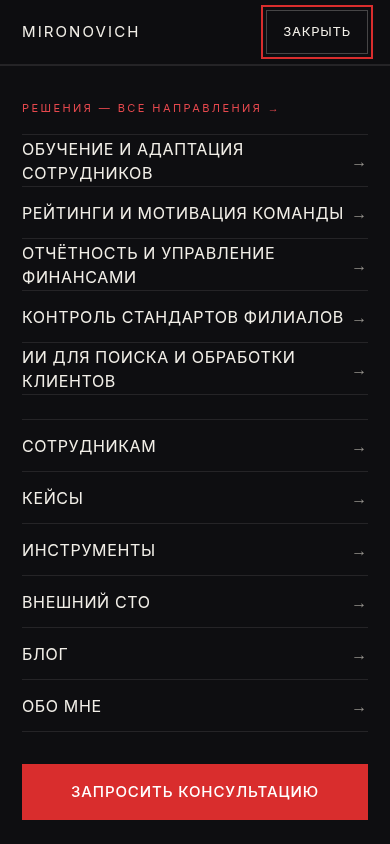 MIRONOVICH
ЗАКРЫТЬ
РЕШЕНИЯ — ВСЕ НАПРАВЛЕНИЯ →
ОБУЧЕНИЕ И АДАПТАЦИЯ
СОТРУДНИКОВ →
РЕЙТИНГИ И МОТИВАЦИЯ КОМАНДЫ →
ОТЧЁТНОСТЬ И УПРАВЛЕНИЕ
ФИНАНСАМИ →
КОНТРОЛЬ СТАНДАРТОВ ФИЛИАЛОВ →
ИИ ДЛЯ ПОИСКА И ОБРАБОТКИ
КЛИЕНТОВ →
СОТРУДНИКАМ →
КЕЙСЫ →
ИНСТРУМЕНТЫ →
ВНЕШНИЙ СТО →
БЛОГ →
ОБО МНЕ →
ЗАПРОСИТЬ КОНСУЛЬТАЦИЮ